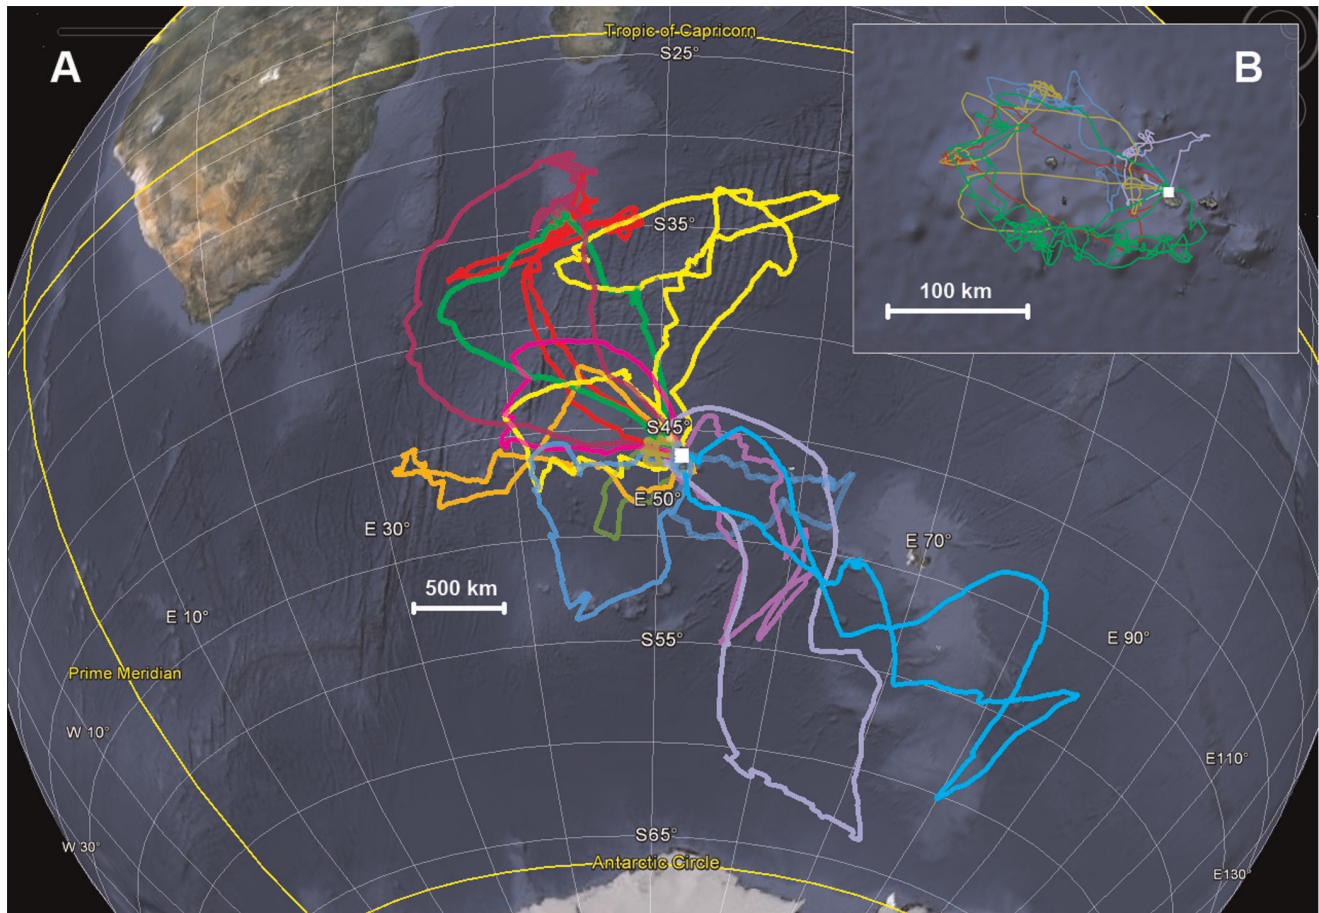 Tropic of Capricorn
A
S25°
B
S35°
100 km
S45°
E 50°
E 30°
E 70°
500 km
E 10°
S55°
E 90°
Prime Meridian
W 10°
E110°
S65°
W 30°
Antarctic Circle
E130°